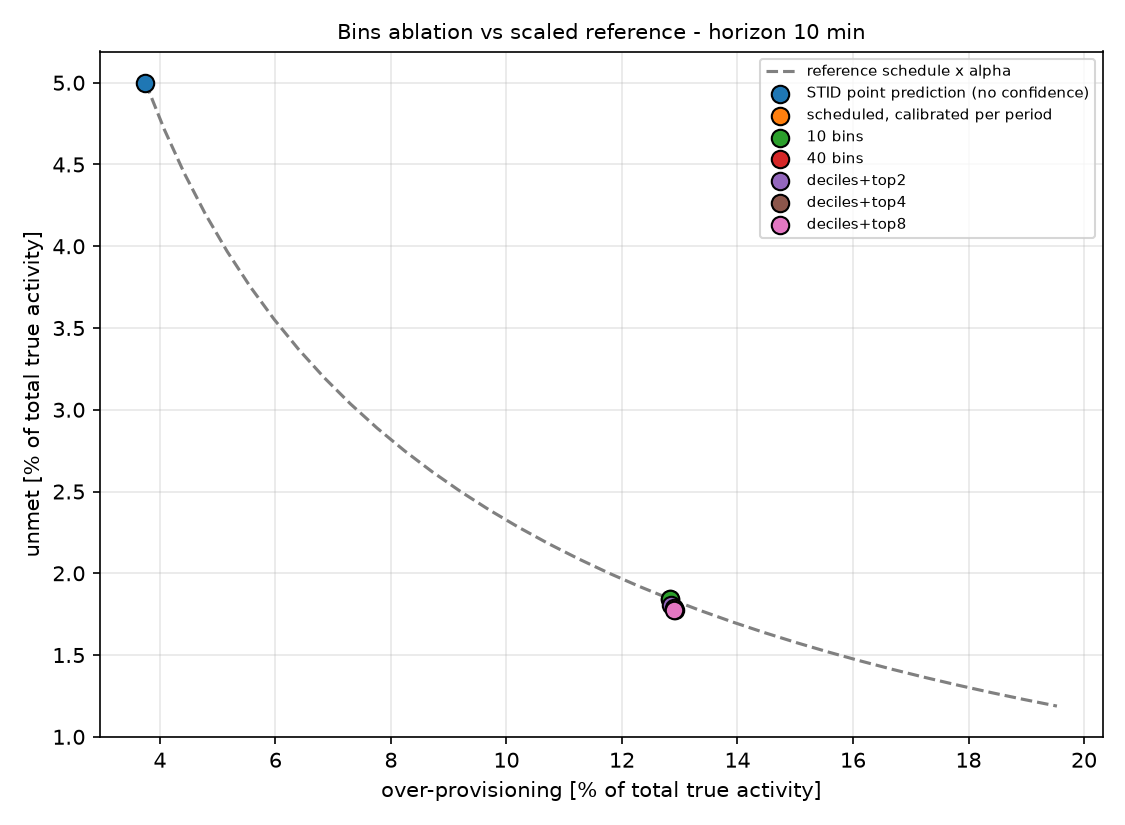 Bins ablation vs scaled reference - horizon 10 min
reference schedule x alpha
STID point prediction (no confidence)
scheduled, calibrated per period
10 bins
40 bins
deciles+top2
deciles+top4
deciles+top8
unmet [% of total true activity]
5.0
4.5
4.0
3.5
3.0
2.5
2.0
1.5
1.0
4 6 8 10 12 14 16 18 20
over-provisioning [% of total true activity]